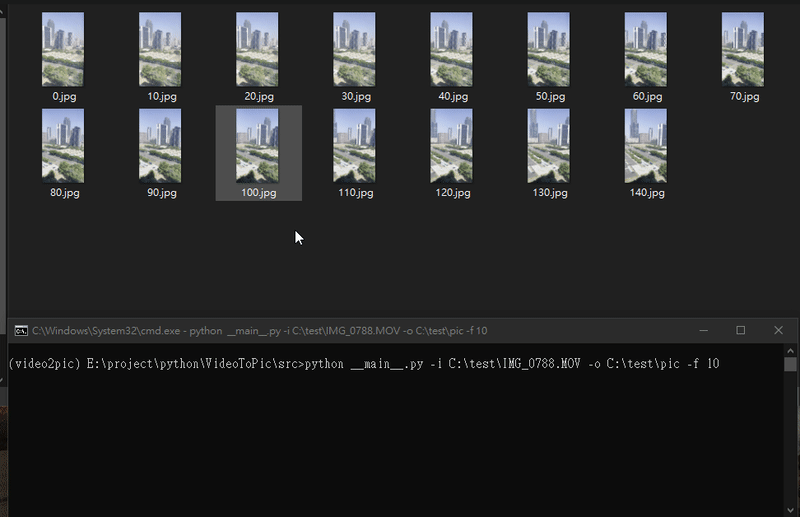 0.jpg 10.jpg 20.jpg 30.jpg 40.jpg 50.jpg 60.jpg 70.jpg
80.jpg 90.jpg 100.jpg 110.jpg 120.jpg 130.jpg 140.jpg
C:\Windows\System32\cmd.exe - python __main__.py -i C:\test\IMG_0788.MOV -o C:\test\pic -f 10
(video2pic) E:\project\python\VideoToPic\src>python __main__.py -i C:\test\IMG_0788.MOV -o C:\test\pic -f 10